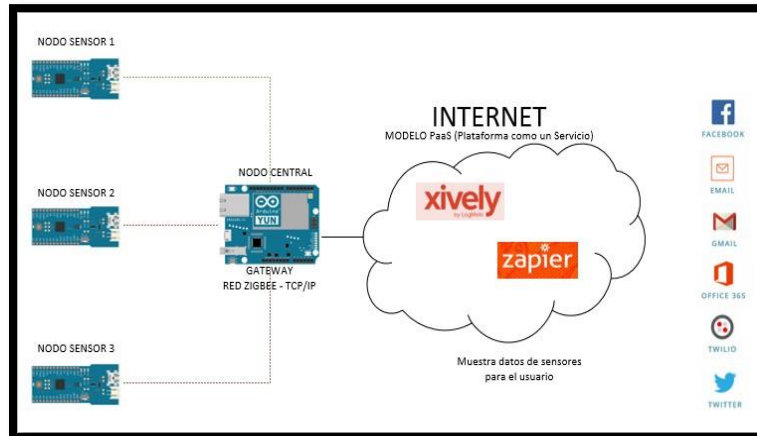 NODO SENSOR 1
NODO SENSOR 2
NODO SENSOR 3
NODO CENTRAL
ARDUINO
YUN
GATEWAY
RED ZIGBEE - TCP/IP
INTERNET
MODELO PaaS (Plataforma como un Servicio)
xively
by LogMeIn
zapier
Muestra datos de sensores
para el usuario
FACEBOOK
EMAIL
GMAIL
OFFICE 365
TWILIO
TWITTER